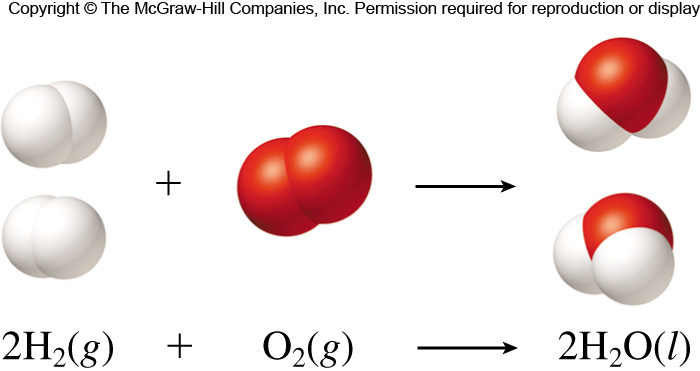 Copyright © The McGraw-Hill Companies, Inc. Permission required for reproduction or display
+
2H₂(g) + O₂(g) ⟶ 2H₂O(l)